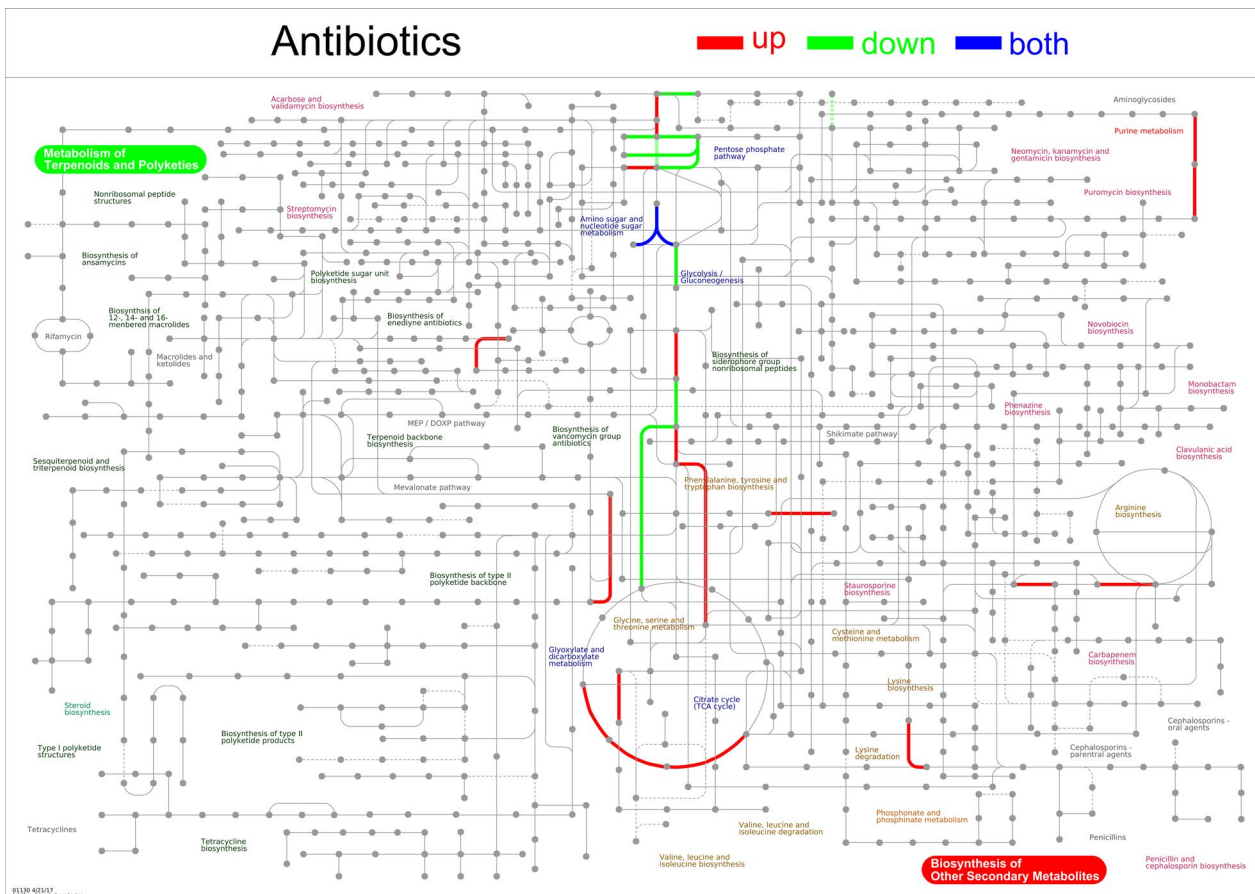 Antibiotics
up
down
both
Acarbose and
validamycin biosynthesis
Aminoglycosides
Purine metabolism
Metabolism of
Terpenoids and Polyketies
Pentose phosphate
pathway
Neomycin, kanamycin and
gentamicin biosynthesis
Nonribosomal peptide
structures
Puromycin biosynthesis
Streptomycin
biosynthesis
Amino sugar and
nucleotide sugar
metabolism
Biosynthesis of
ansamycins
Polyketide sugar unit
biosynthesis
Glycolysis /
Gluconeogenesis
Biosynthsis of
12-, 14- and 16-
menbered macrolides
Biosynthesis of
enediyne antibiotics
Novobiocin
biosynthesis
Rifamycin
Macrolides and
ketolides
Biosynthesis of
siderophore group
nonribosomal peptides
Monobactam
biosynthesis
Phenazine
biosynthesis
MEP / DOXP pathway
Terpenoid backbone
biosynthesis
Biosynthesis of
vancomycin group
antibiotics
Shikimate pathway
Clavulanic acid
biosynthesis
Sesquiterpenoid and
triterpenoid biosynthesis
Mevalonate pathway
Phenylalanine, tyrosine and
tryptophan biosynthesis
Arginine
biosynthesis
Biosynthesis of type II
polyketide backbone
Staurosporine
biosynthesis
Glycine, serine and
threonine metabolism
Cysteine and
methionine metabolism
Glyoxylate and
dicarboxylate
metabolism
Carbapenem
biosynthesis
Lysine
biosynthesis
Steroid
biosynthesis
Citrate cycle
(TCA cycle)
Cephalosporins -
oral agents
Type I polyketide
structures
Biosynthesis of type II
polyketide products
Lysine
degradation
Cephalosporins -
parentral agents
Phosphonate and
phosphinate metabolism
Tetracyclines
Valine, leucine and
isoleucine degradation
Tetracycline
biosynthesis
Penicillins
Valine, leucine and
isoleucine biosynthesis
Biosynthesis of
Other Secondary Metabolites
Penicillin and
cephalosporin biosynthesis
01130 4/21/17